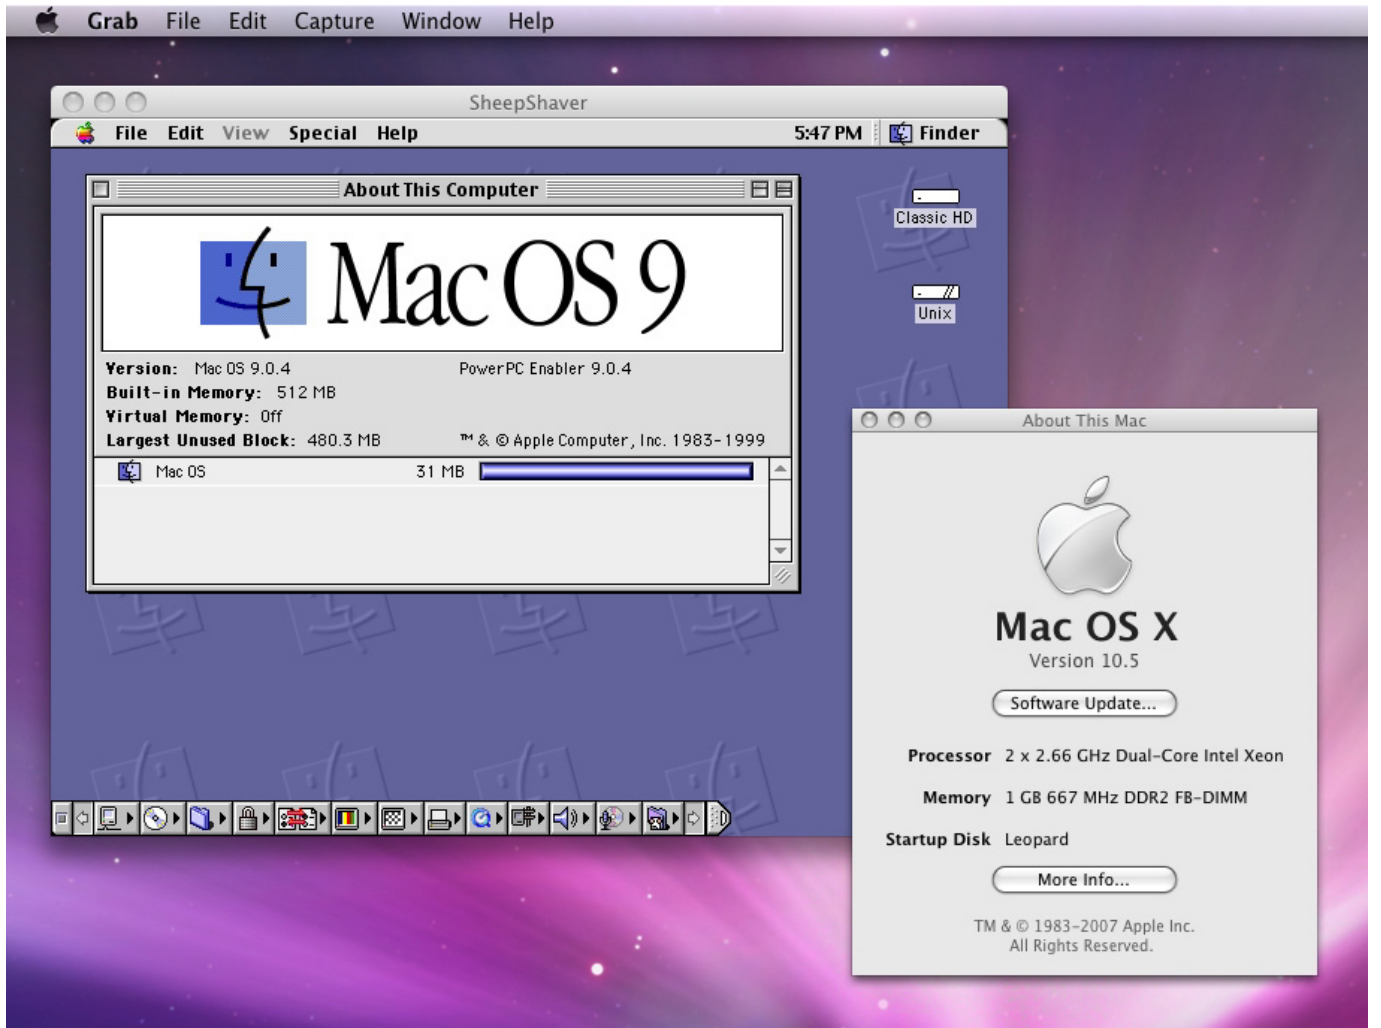 Grab File Edit Capture Window Help
SheepShaver
File Edit View Special Help 5:47 PM Finder
About This Computer
Mac OS 9
Version: Mac OS 9.0.4 PowerPC Enabler 9.0.4
Built-in Memory: 512 MB
Virtual Memory: Off
Largest Unused Block: 480.3 MB ™ & © Apple Computer, Inc. 1983-1999
Mac OS 31 MB
Classic HD
Unix
About This Mac
Mac OS X
Version 10.5
Software Update...
Processor 2 x 2.66 GHz Dual-Core Intel Xeon
Memory 1 GB 667 MHz DDR2 FB-DIMM
Startup Disk Leopard
More Info...
TM & © 1983-2007 Apple Inc.
All Rights Reserved.